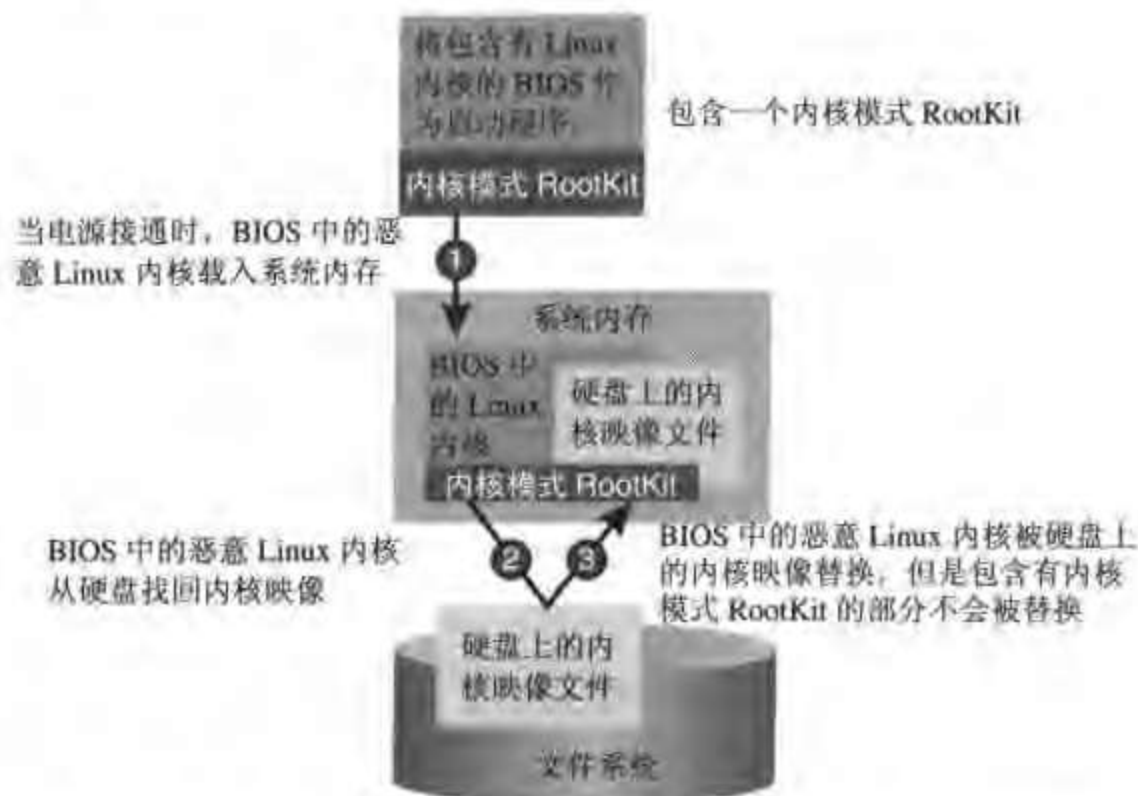 将包含有 Linux
内核的 BIOS 作
为启动程序
包含一个内核模式 RootKit
内核模式 RootKit
当电源接通时，BIOS 中的恶
意 Linux 内核载入系统内存
1
系统内存
BIOS 中
的 Linux
内核
硬盘上的内
核映像文件
内核模式 RootKit
2
3
BIOS 中的恶意 Linux 内核
从硬盘找回内核映像
BIOS 中的恶意 Linux 内核被硬盘上
的内核映像替换，但是包含有内核
模式 RootKit 的部分不会被替换
硬盘上的内
核映像文件
文件系统